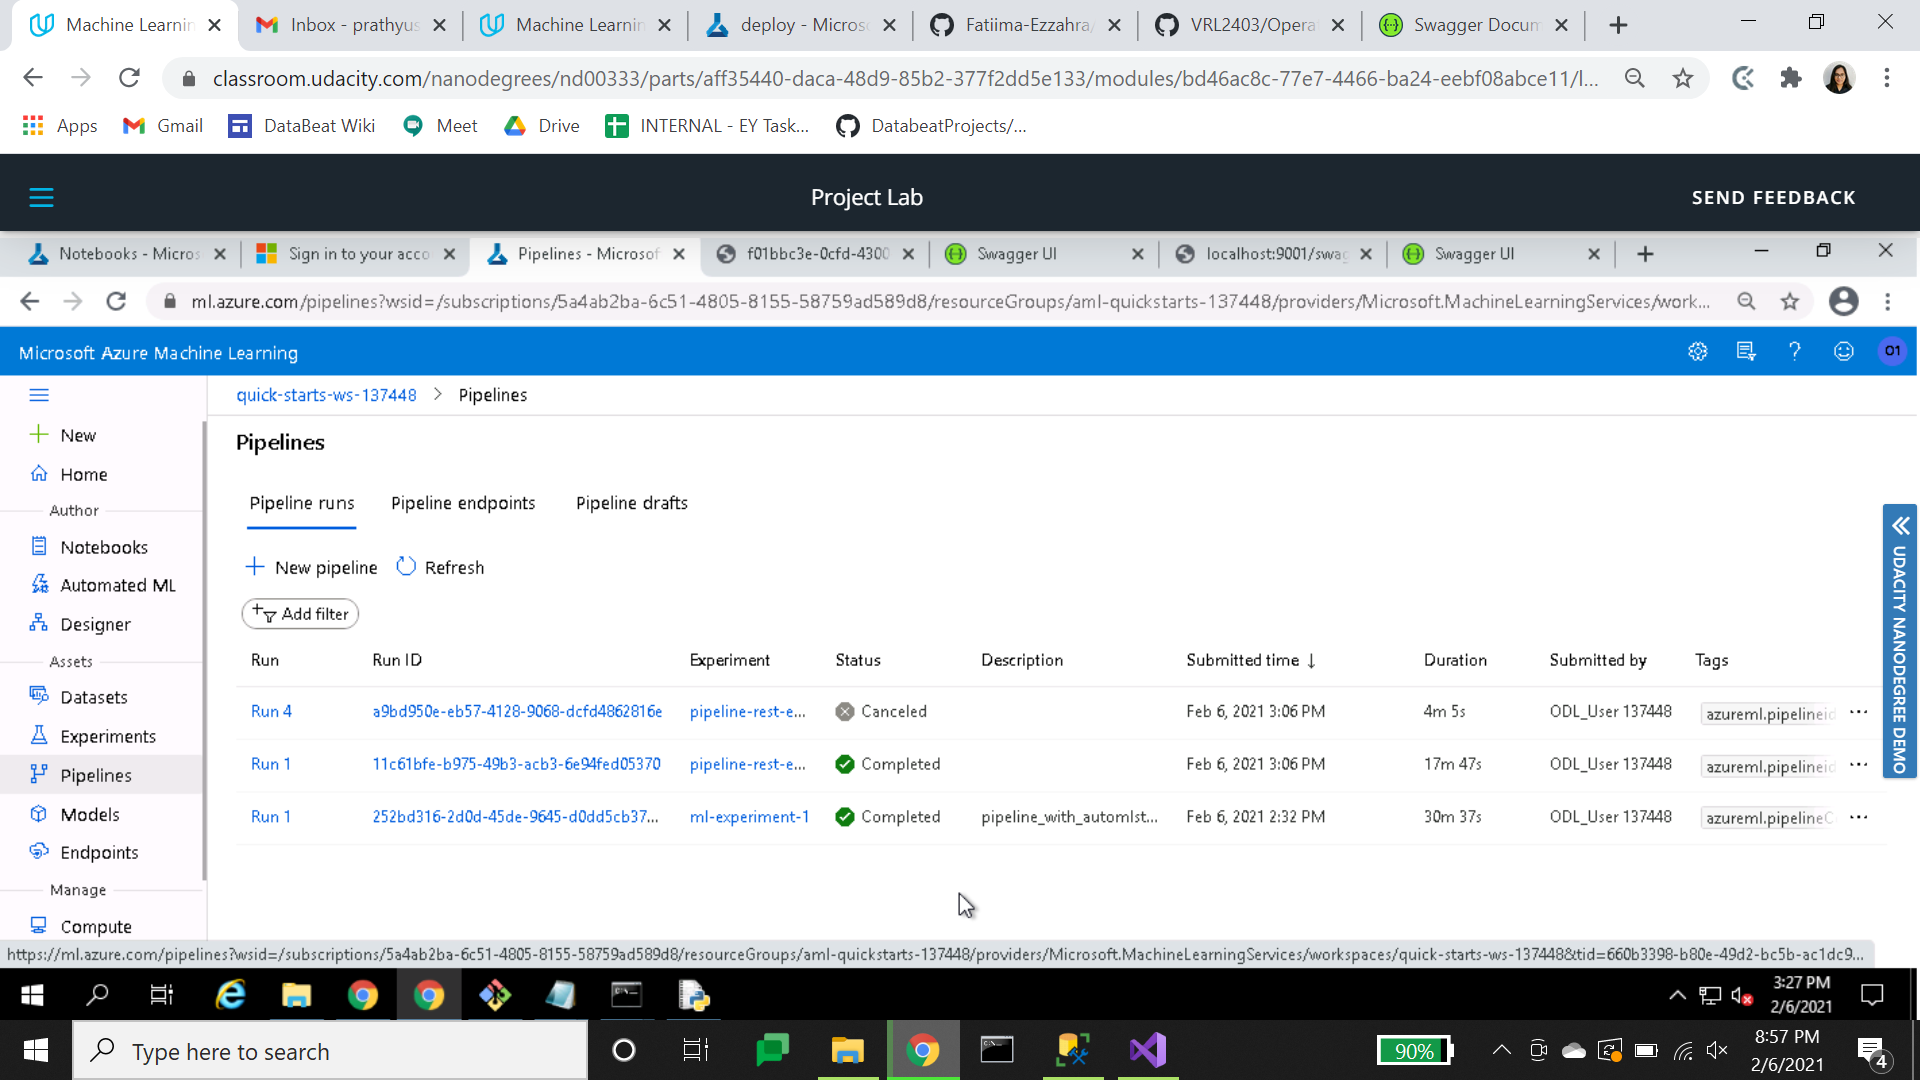 Machine Learnin
Inbox - prathyus
Machine Learnin
deploy - Microso
Fatiima-Ezzahra/
VRL2403/Opera
Swagger Docum
classroom.udacity.com/nanodegrees/nd00333/parts/aff35440-daca-48d9-85b2-377f2dd5e133/modules/bd46ac8c-77e7-4466-ba24-eebf08abce11/l...
Apps
Gmail
DataBeat Wiki
Meet
Drive
INTERNAL - EY Task...
DatabeatProjects/...
Project Lab
SEND FEEDBACK
Notebooks - Micros
Sign in to your acco
Pipelines - Microsof
f01bbc3e-0cfd-4300
Swagger UI
localhost:9001/swag
Swagger UI
ml.azure.com/pipelines?wsid=/subscriptions/5a4ab2ba-6c51-4805-8155-58759ad589d8/resourceGroups/aml-quickstarts-137448/providers/Microsoft.MachineLearningServices/work...
Microsoft Azure Machine Learning
O1
quick-starts-ws-137448 > Pipelines
New
Home
Author
Notebooks
Automated ML
Designer
Assets
Datasets
Experiments
Pipelines
Models
Endpoints
Manage
Compute
Pipelines
Pipeline runs Pipeline endpoints Pipeline drafts
New pipeline Refresh
Add filter
Run Run ID Experiment Status Description Submitted time ↓ Duration Submitted by Tags
Run 4 a9bd950e-eb57-4128-9068-dcfd4862816e pipeline-rest-e... Canceled Feb 6, 2021 3:06 PM 4m 5s ODL_User 137448 azureml.pipelineid ...
Run 1 11c61bfe-b975-49b3-acb3-6e94fed05370 pipeline-rest-e... Completed Feb 6, 2021 3:06 PM 17m 47s ODL_User 137448 azureml.pipelineid ...
Run 1 252bd316-2d0d-45de-9645-d0dd5cb37... ml-experiment-1 Completed pipeline_with_automlst... Feb 6, 2021 2:32 PM 30m 37s ODL_User 137448 azureml.pipelineC ...
UDACITY NANODEGREE DEMO
https://ml.azure.com/pipelines?wsid=/subscriptions/5a4ab2ba-6c51-4805-8155-58759ad589d8/resourceGroups/aml-quickstarts-137448/providers/Microsoft.MachineLearningServices/workspaces/quick-starts-ws-137448&tid=660b3398-b80e-49d2-bc5b-ac1dc9...
3:27 PM
2/6/2021
Type here to search
90%
8:57 PM
2/6/2021
4